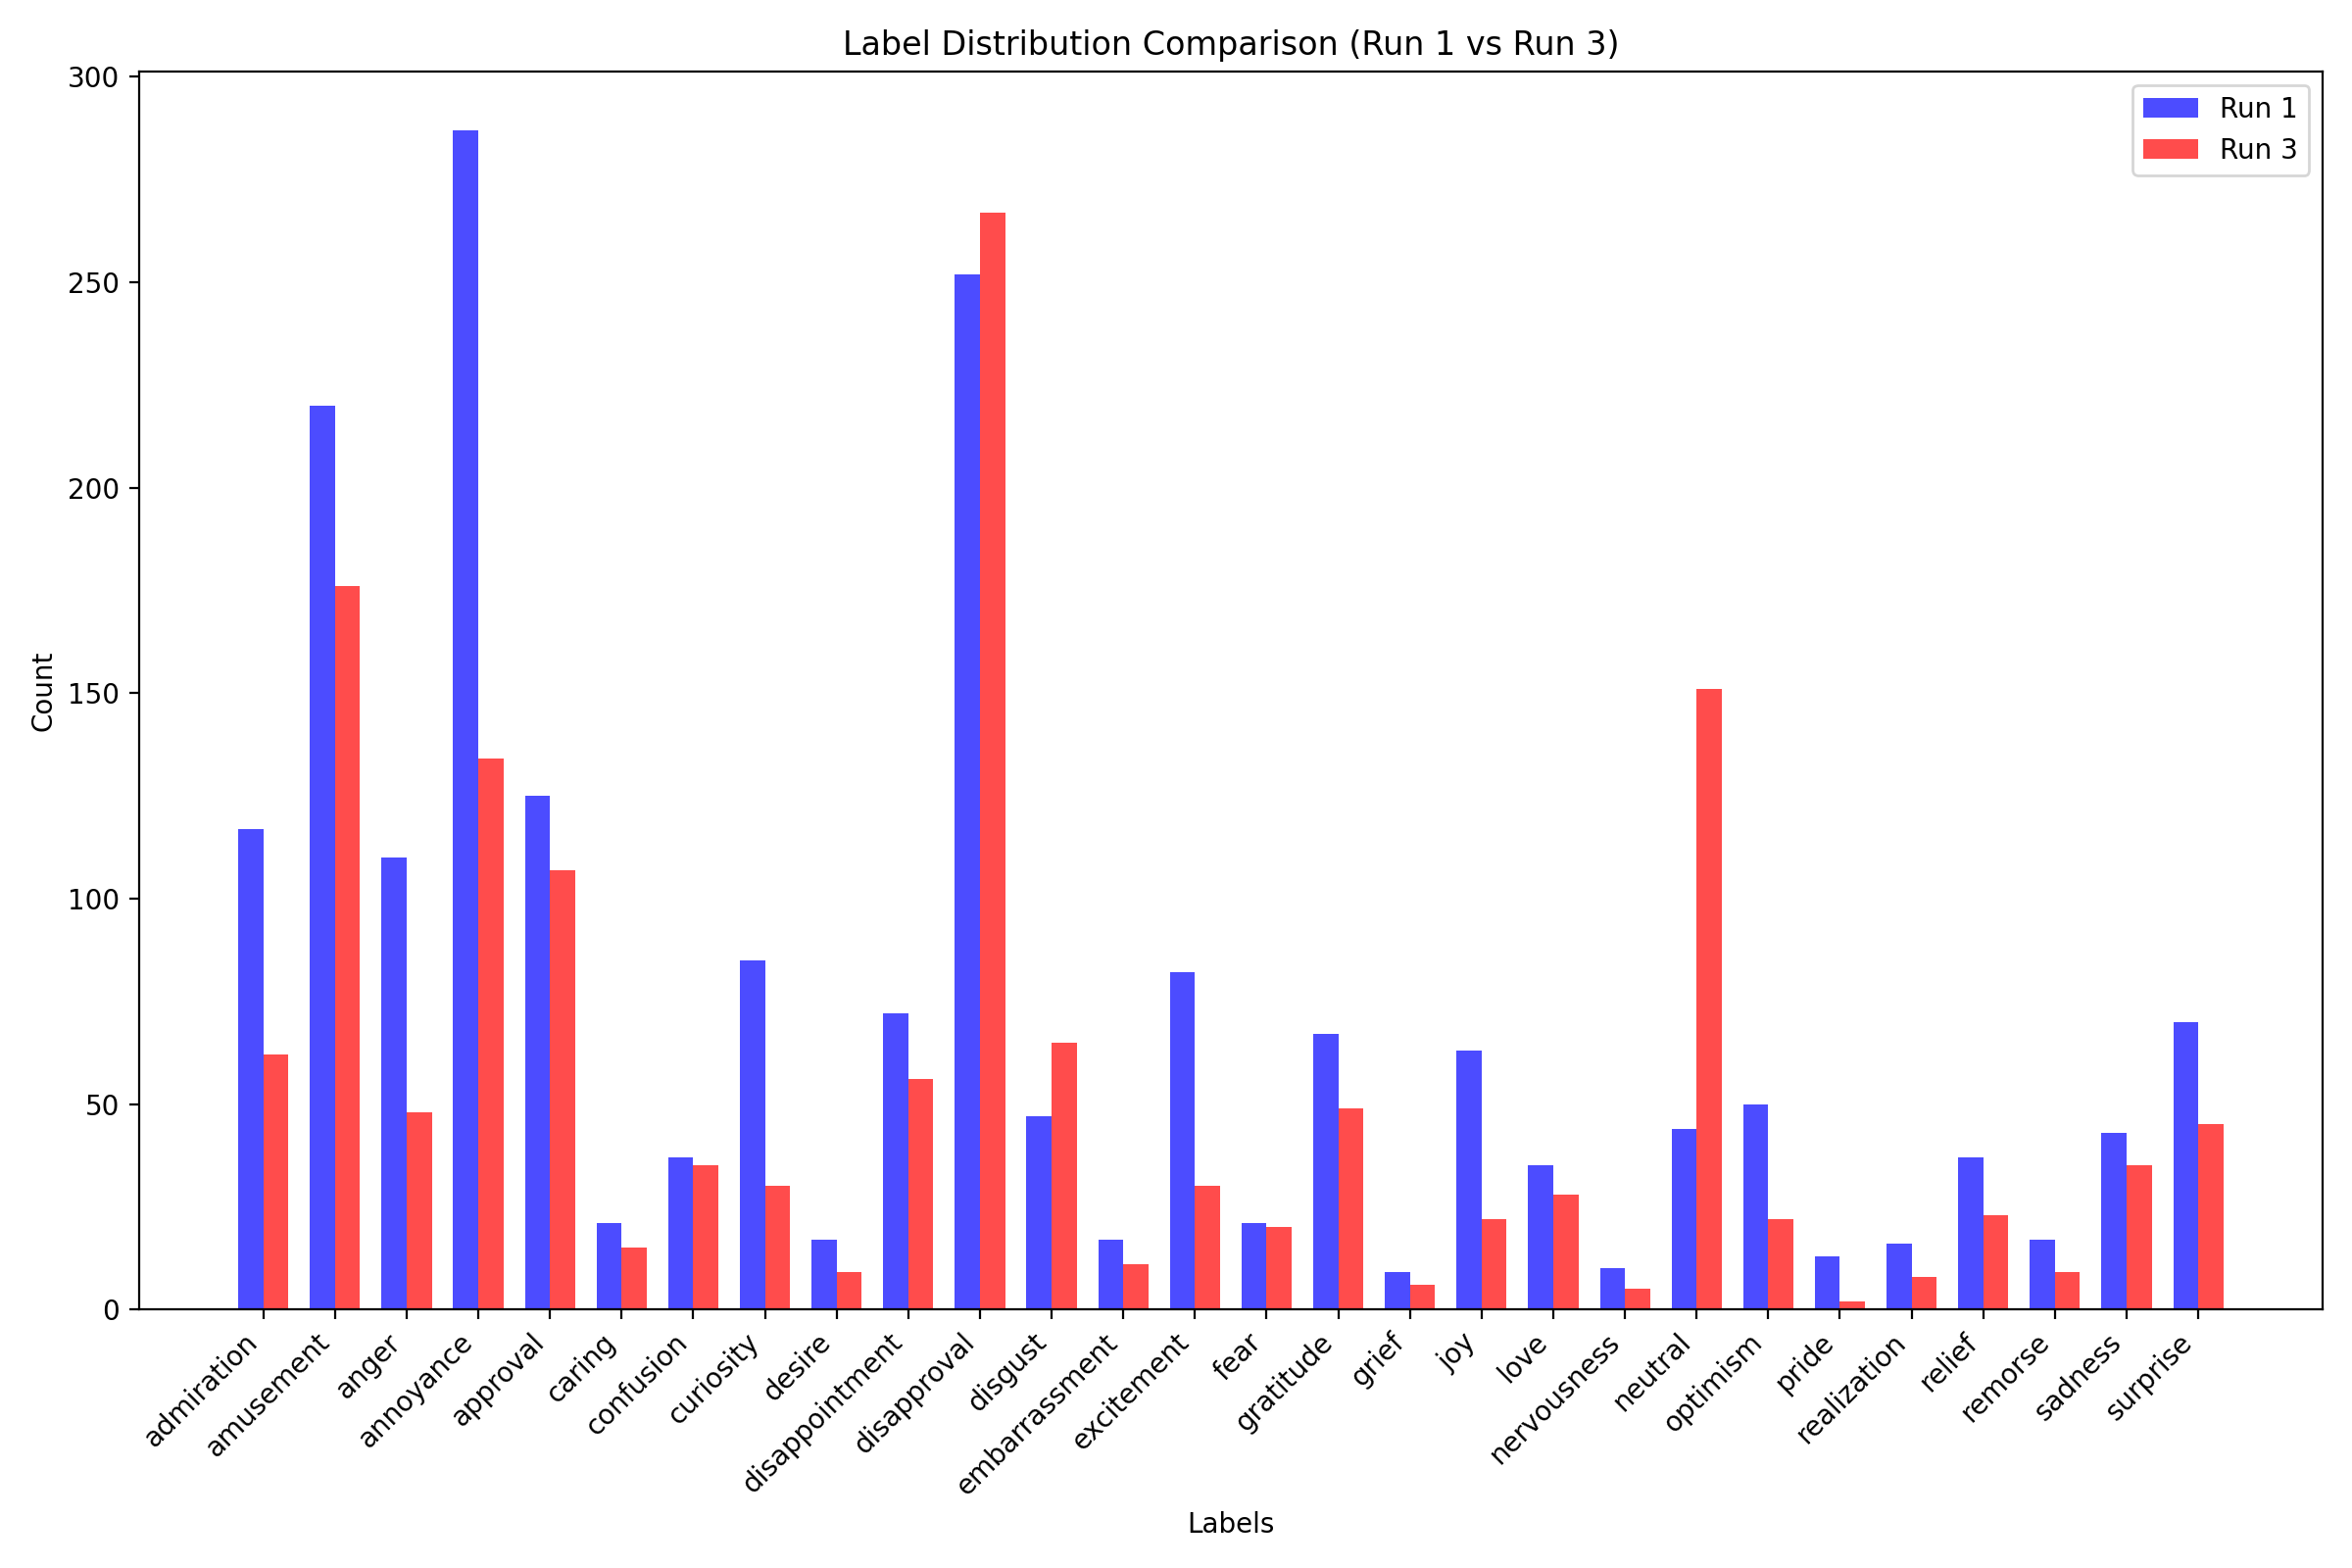 Label Distribution Comparison (Run 1 vs Run 3)
Run 1
Run 3
Count
300
250
200
150
100
50
0
admiration
amusement
anger
annoyance
approval
caring
confusion
curiosity
desire
disappointment
disapproval
disgust
embarrassment
excitement
fear
gratitude
grief
joy
love
nervousness
neutral
optimism
pride
realization
relief
remorse
sadness
surprise
Labels